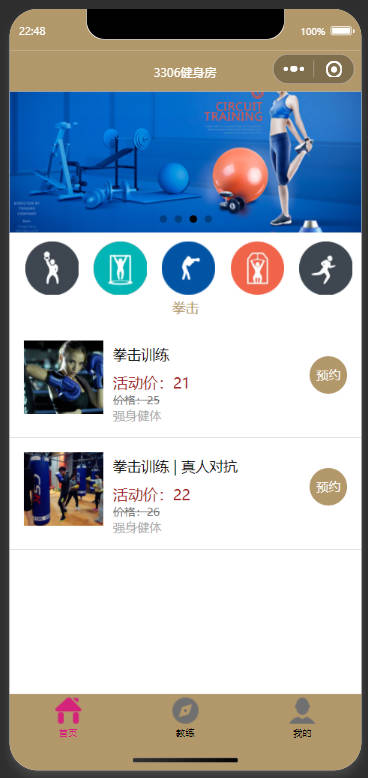 22:48
100%
3306健身房
CIRCUIT
TRAINING
拳击
拳击训练
活动价：21
价格：25
强身健体
预约
拳击训练 | 真人对抗
活动价：22
价格：26
强身健体
预约
首页
教练
我的